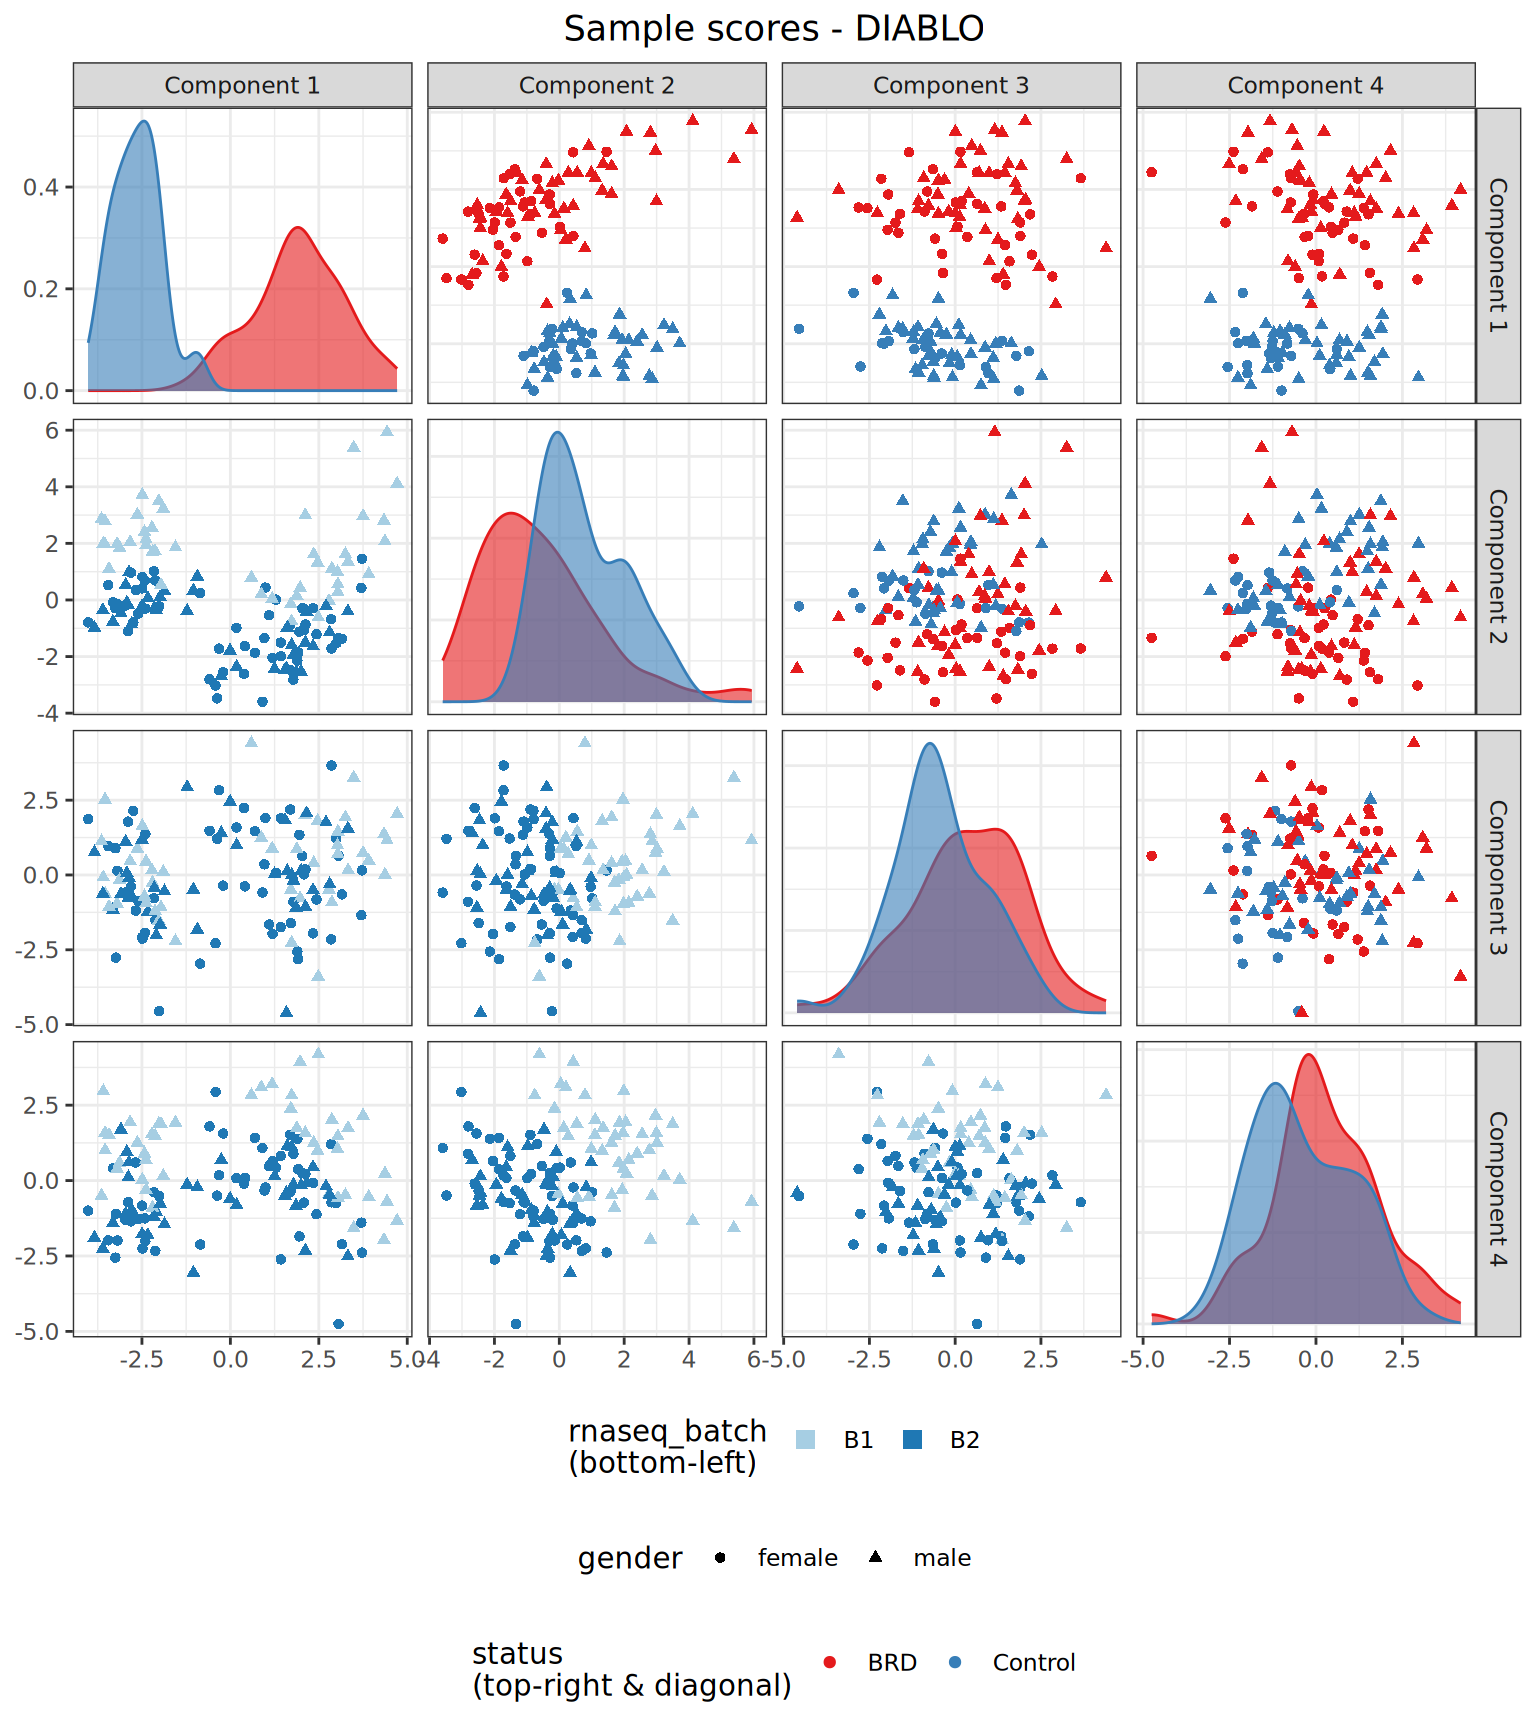 Sample scores - DIABLO
Component 1
Component 2
Component 3
Component 4
0.4
0.2
0.0
Component 1
6
4
2
0
-2
-4
Component 2
2.5
0.0
-2.5
-5.0
Component 3
2.5
0.0
-2.5
-5.0
Component 4
-2.5 0.0 2.5 5.0
-4 -2 0 2 4 6
-5.0 -2.5 0.0 2.5
-5.0 -2.5 0.0 2.5
rnaseq_batch
(bottom-left)
B1 B2
gender female male
status
(top-right & diagonal)
BRD Control